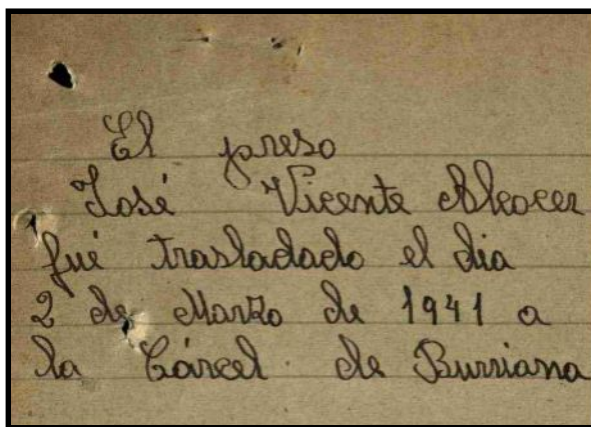 El preso
José Vicente Alcocer
fué trasladado el dia
2 de Marzo de 1941 a
la Cárcel de Burriana